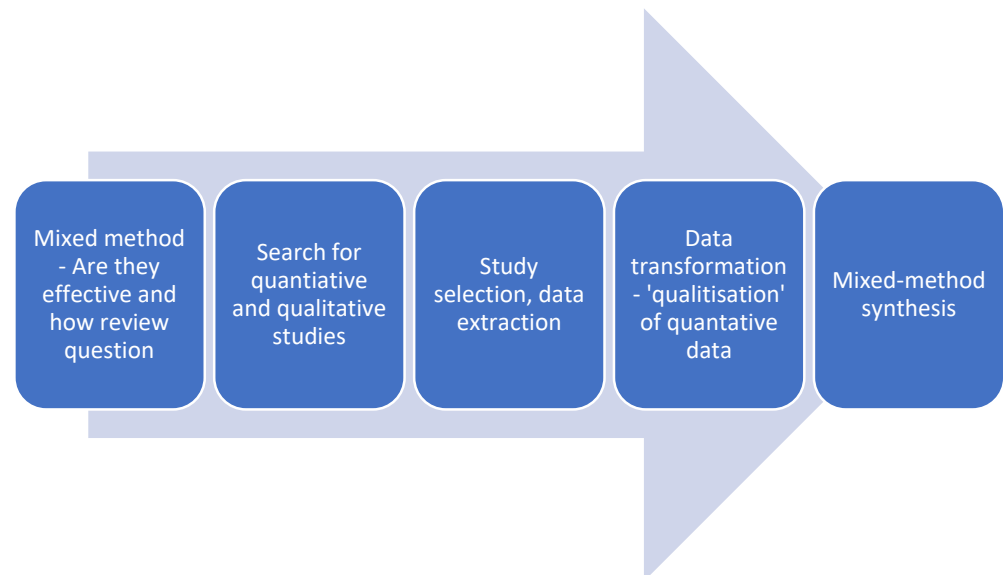 Mixed method
- Are they
effective and
how review
question
Search for
quantiative
and qualitative
studies
Study
selection, data
extraction
Data
transformation
- 'qualitisation'
of quantative
data
Mixed-method
synthesis